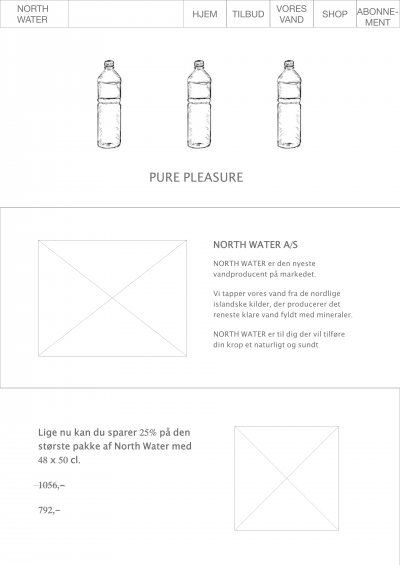 NORTH
WATER
HJEM
TILBUD
VORES
VAND
SHOP
ABONNE-
MENT
PURE PLEASURE
NORTH WATER A/S
NORTH WATER er den nyeste
vandproducent på markedet.
Vi tapper vores vand fra de nordlige
islandske kilder, der producerer det
reneste klare vand fyldt med mineraler.
NORTH WATER er til dig der vil tilføre
din krop et naturligt og sundt
Lige nu kan du sparer 25% på den
største pakke af North Water med
48 x 50 cl.
1056,–
792,–